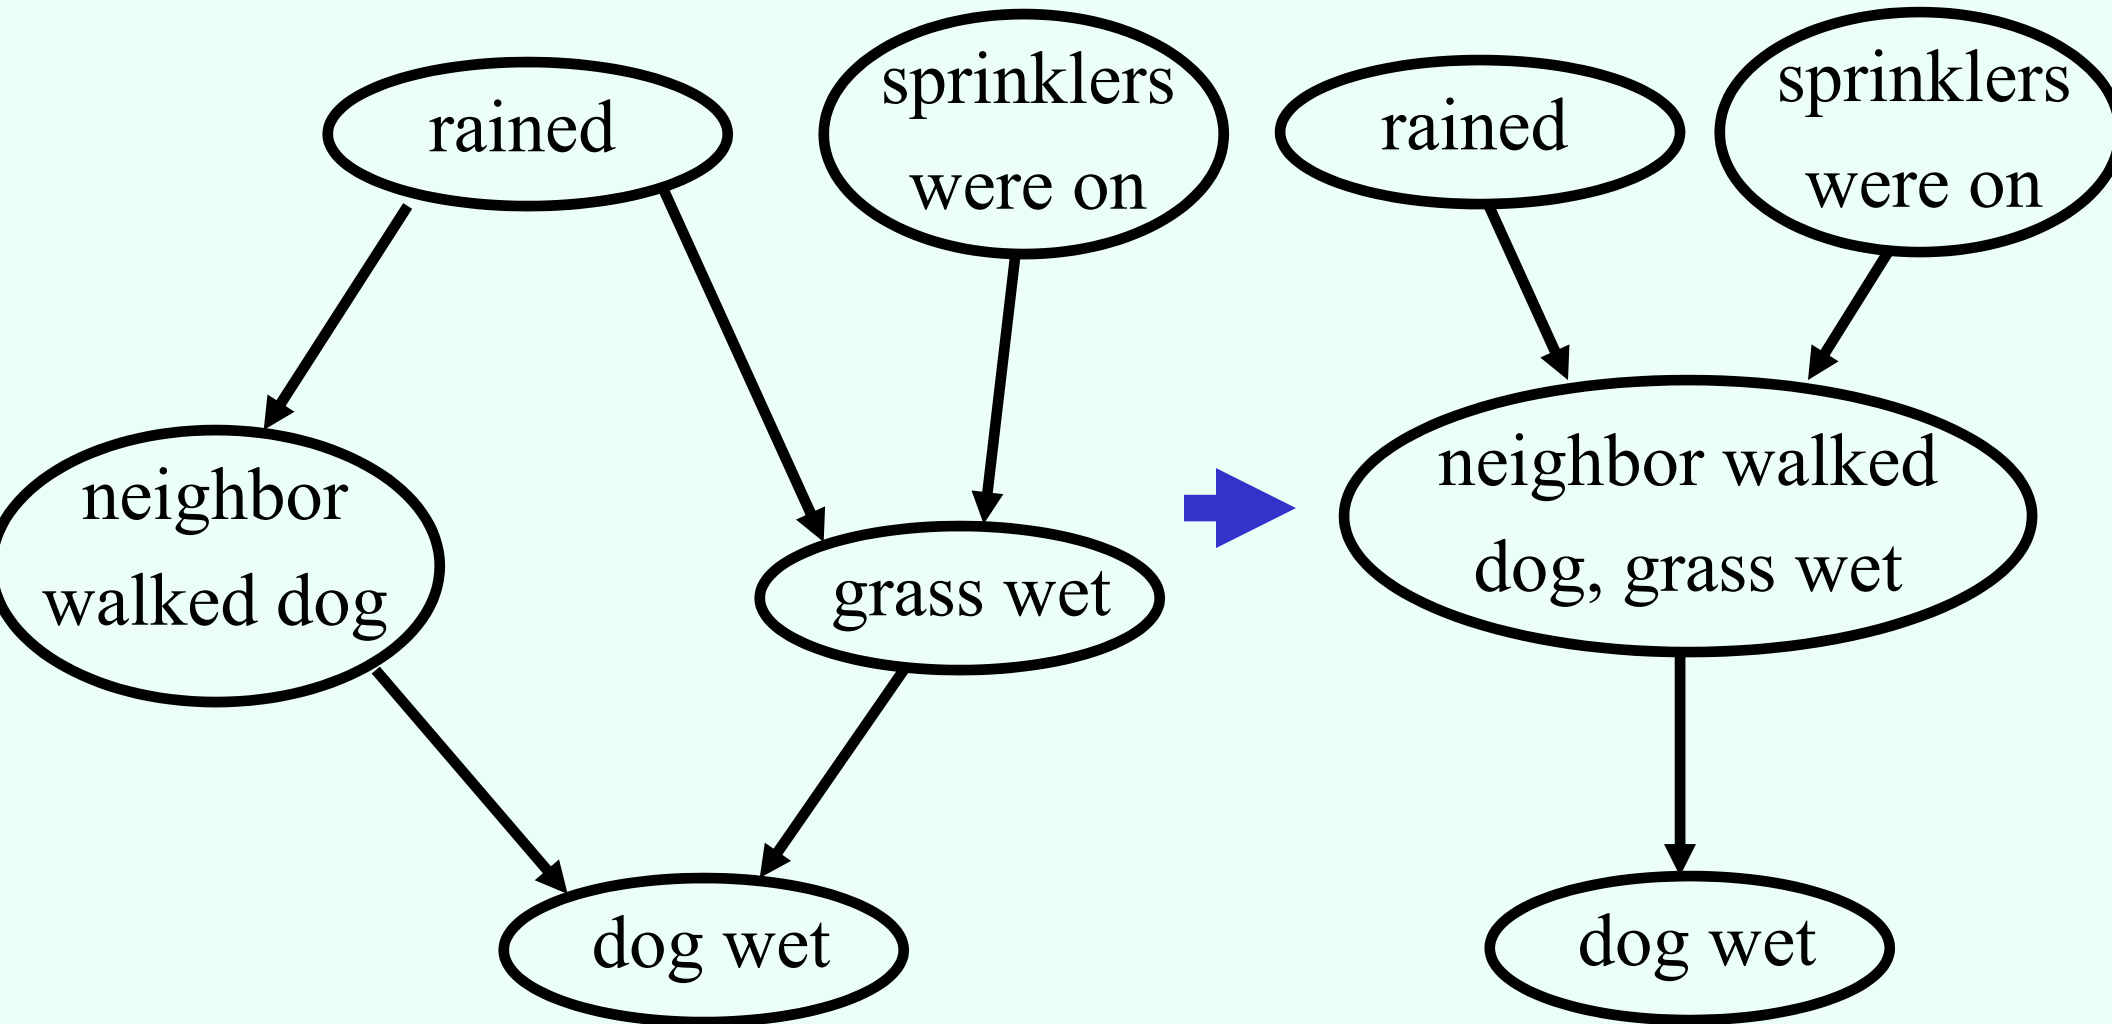 rained
sprinklers
were on
neighbor
walked dog
grass wet
dog wet
rained
sprinklers
were on
neighbor walked
dog, grass wet
dog wet